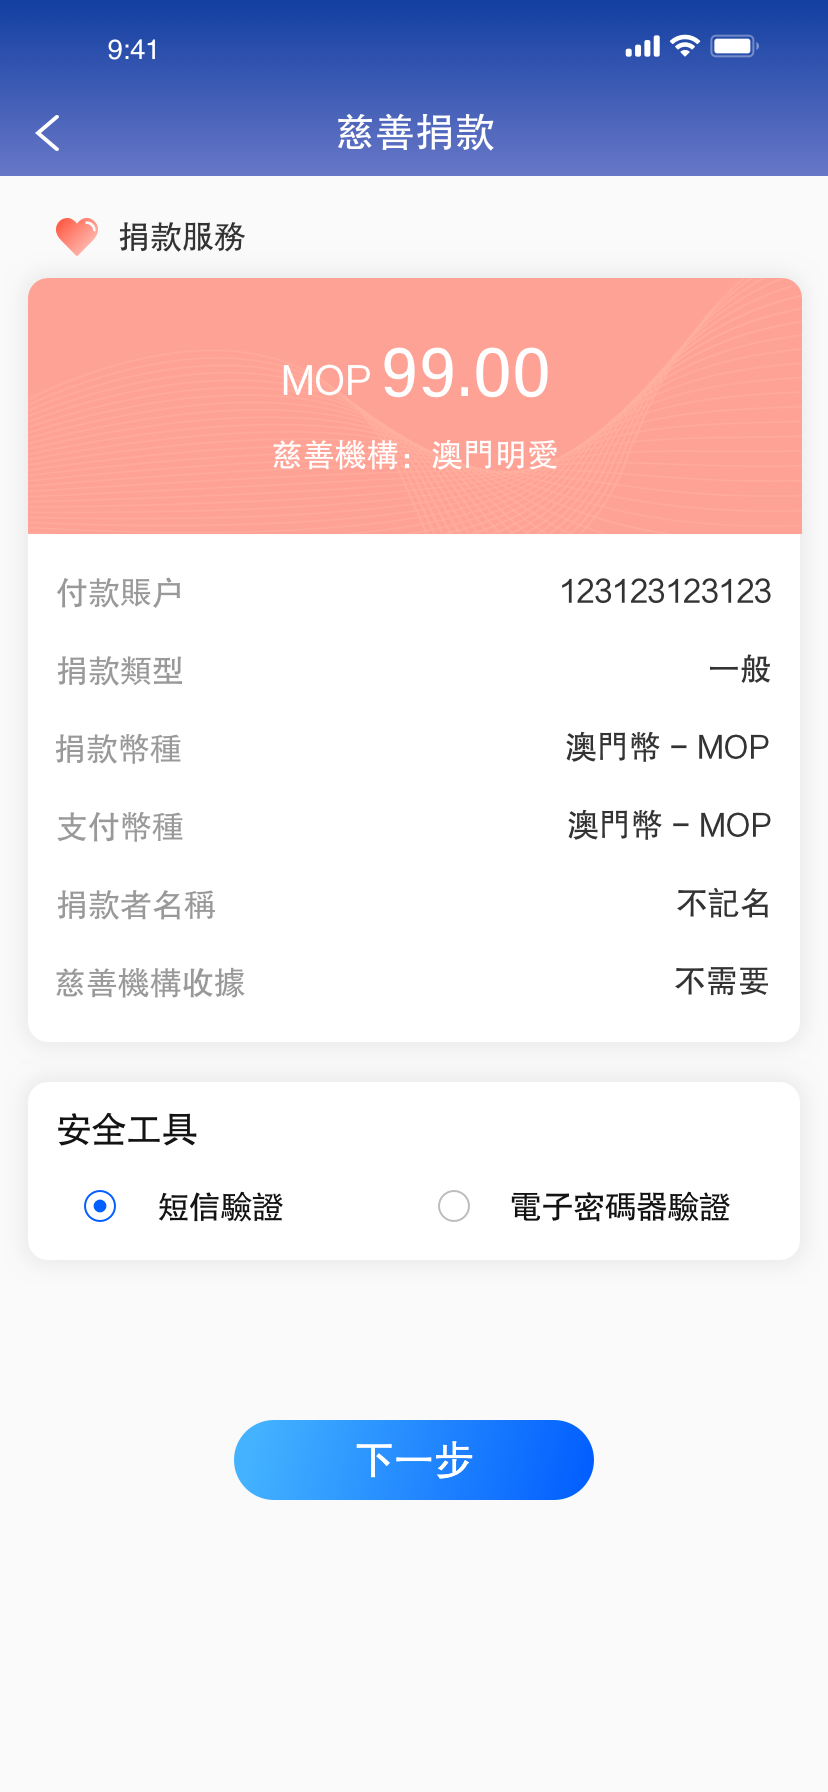 9:41
慈善捐款
捐款服務
MOP 99.00
慈善機構：澳門明愛
付款賬户 123123123123
捐款類型 一般
捐款幣種 澳門幣 – MOP
支付幣種 澳門幣 – MOP
捐款者名稱 不記名
慈善機構收據 不需要
安全工具
短信驗證 電子密碼器驗證
下一步